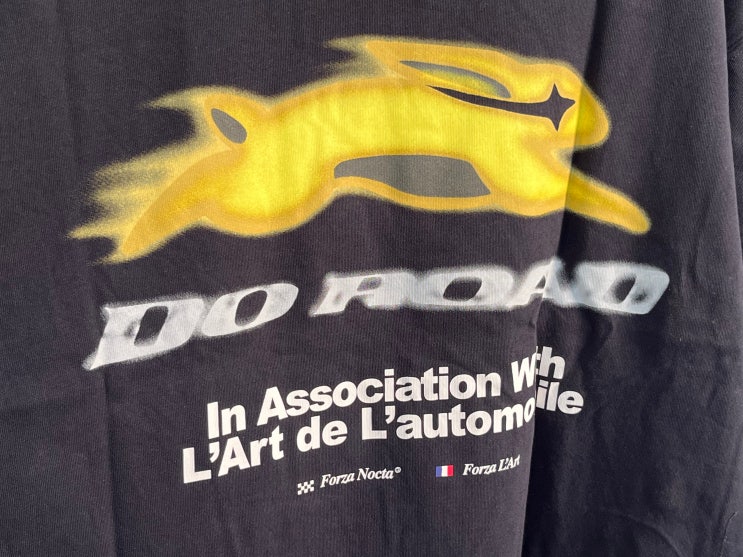 DO ROAD
In Association With
L'Art de L'automobile
Forza Nocta® Forza L'Art